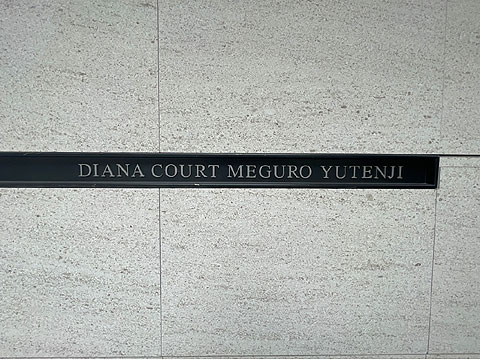 DIANA COURT MEGURO YUTENJI